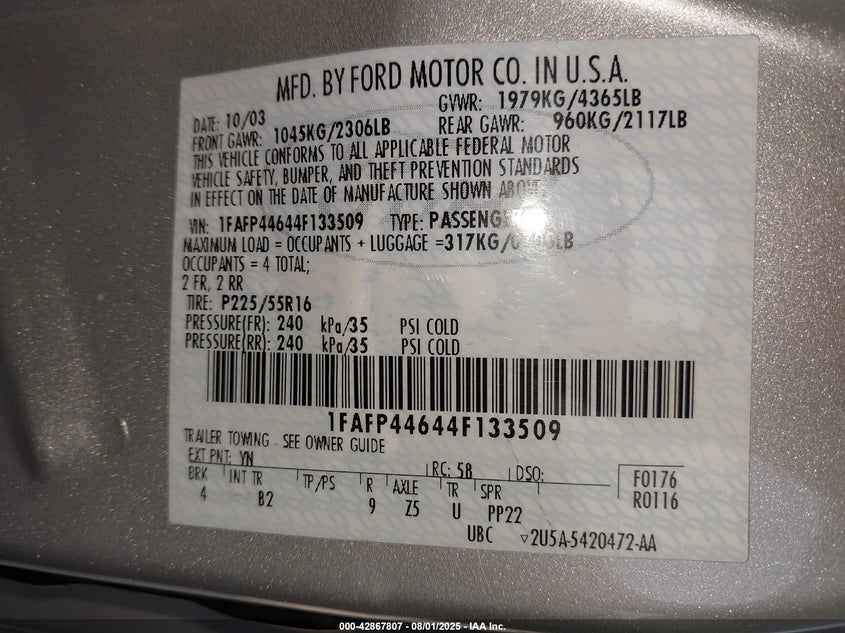 MFD. BY FORD MOTOR CO. IN U.S.A.
DATE: 10/03 GVWR: 1979KG/4365LB
FRONT GAWR: 1045KG/2306LB REAR GAWR: 960KG/2117LB
THIS VEHICLE CONFORMS TO ALL APPLICABLE FEDERAL MOTOR
VEHICLE SAFETY, BUMPER, AND THEFT PREVENTION STANDARDS
IN EFFECT ON THE DATE OF MANUFACTURE SHOWN ABOVE
VIN: 1FAFP44644F133509 TYPE:
MAXIMUM LOAD = OCCUPANTS + LUGGAGE =317KG/
OCCUPANTS = 4 TOTAL;
2 FR, 2 RR
TIRE: P225/55R16
PRESSURE(FR): 240 kPa/35 PSI COLD
PRESSURE(RR): 240 kPa/35 PSI COLD
1FAFP44644F133509
TRAILER TOWING - SEE OWNER GUIDE
EXT PNT: YN RC: 58 DSO: F0176
BRK INT TR TP/PS R AXLE TR SPR R0116
4 B2 9 Z5 U PP22
UBC ▽2U5A-5420472-AA
000-42867807 - 08/01/2025 - IAA Inc.